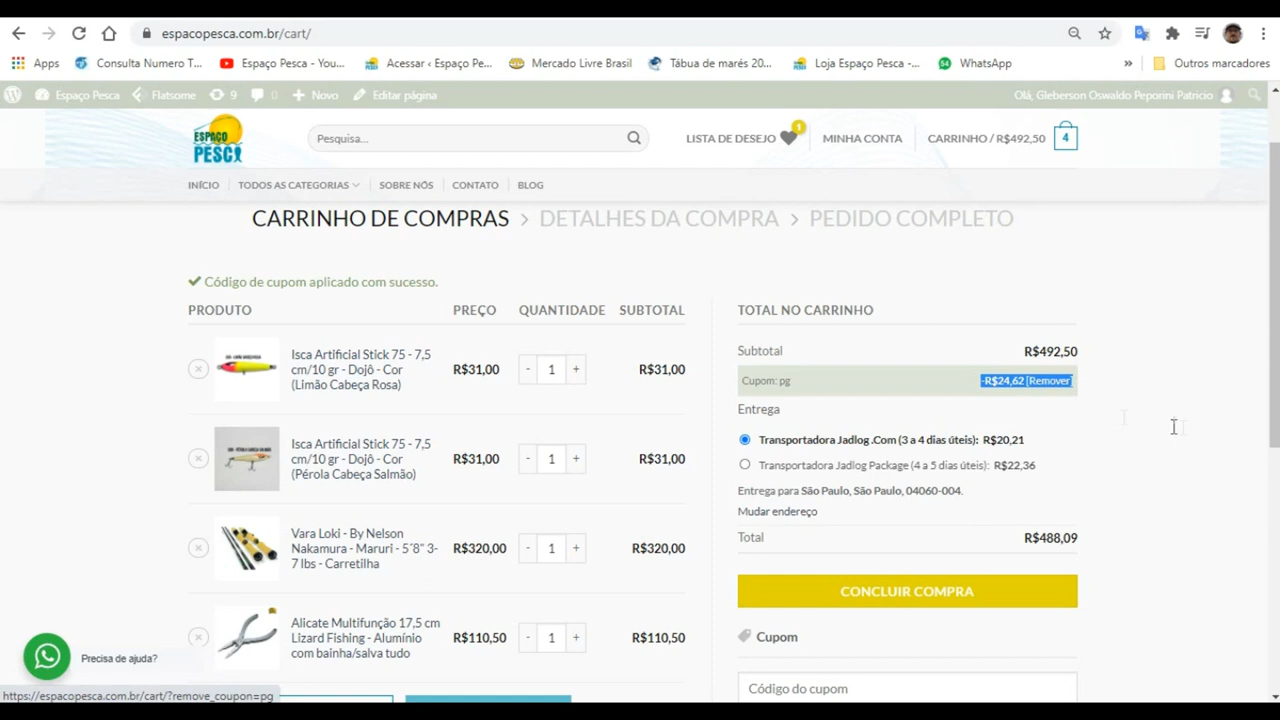 espacopesca.com.br/cart/
Apps
Consulta Numero T...
Espaço Pesca - You...
Acessar ‹ Espaço Pe...
Mercado Livre Brasil
Tábua de marés 20...
Loja Espaço Pesca -...
WhatsApp
»
Outros marcadores
Espaço Pesca
Flatsome
9
Novo
Editar página
Olá, Gleberson Oswaldo Peporini Patricio
ESPAÇO
PESCA
Pesquisa...
LISTA DE DESEJO
1
MINHA CONTA
CARRINHO / R$492,50
4
INÍCIO
TODOS AS CATEGORIAS
SOBRE NÓS
CONTATO
BLOG
CARRINHO DE COMPRAS > DETALHES DA COMPRA > PEDIDO COMPLETO
Código de cupom aplicado com sucesso.
PRODUTO PREÇO QUANTIDADE SUBTOTAL
Isca Artificial Stick 75 - 7,5
cm/10 gr - Dojô - Cor
(Limão Cabeça Rosa)
R$31,00
- 1 +
R$31,00
Isca Artificial Stick 75 - 7,5
cm/10 gr - Dojô - Cor
(Pérola Cabeça Salmão)
R$31,00
- 1 +
R$31,00
Vara Loki - By Nelson
Nakamura - Maruri - 5´8" 3-
7 lbs - Carretilha
R$320,00
- 1 +
R$320,00
Alicate Multifunção 17,5 cm
Lizard Fishing - Alumínio
com bainha/salva tudo
R$110,50
- 1 +
R$110,50
TOTAL NO CARRINHO
Subtotal R$492,50
Cupom: pg -R$24,62 [Remover]
Entrega
Transportadora Jadlog .Com (3 a 4 dias úteis): R$20,21
Transportadora Jadlog Package (4 a 5 dias úteis): R$22,36
Entrega para São Paulo, São Paulo, 04060-004.
Mudar endereço
Total R$488,09
CONCLUIR COMPRA
Cupom
Código do cupom
Precisa de ajuda?
https://espacopesca.com.br/cart/?remove_coupon=pg